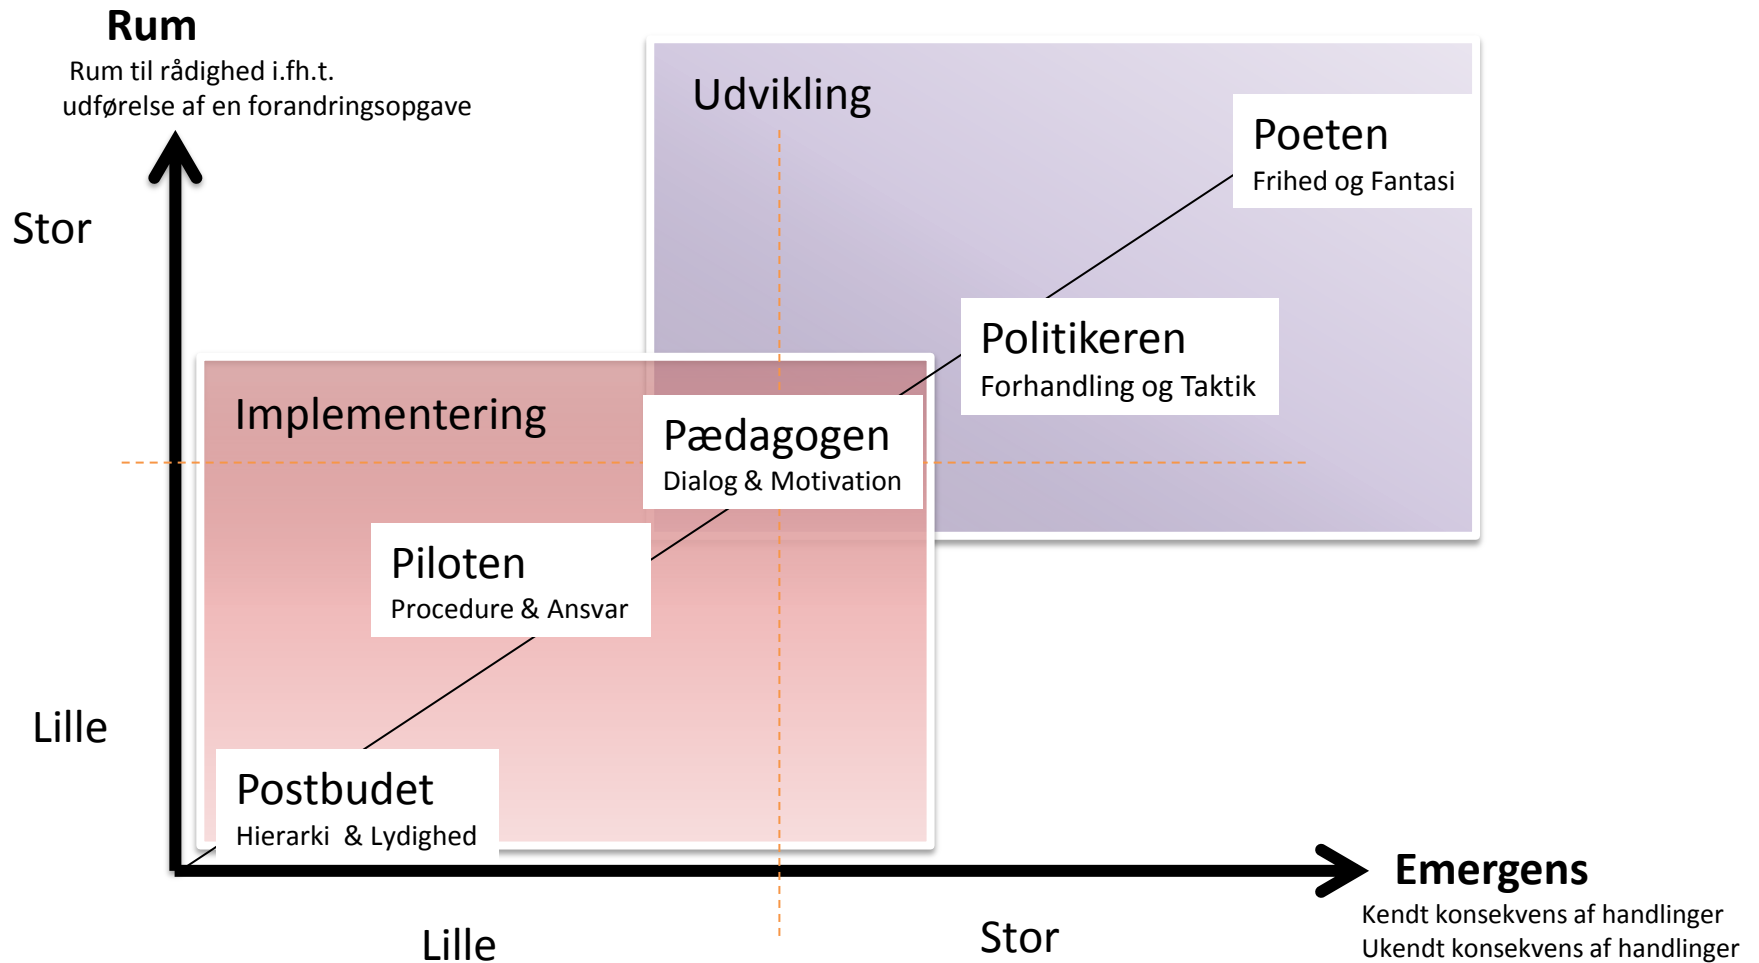 Rum
Rum til rådighed i.fh.t.
udførelse af en forandringsopgave
Stor
Lille
Udvikling
Poeten
Frihed og Fantasi
Politikeren
Forhandling og Taktik
Implementering
Pædagogen
Dialog & Motivation
Piloten
Procedure & Ansvar
Postbudet
Hierarki & Lydighed
Lille
Stor
Emergens
Kendt konsekvens af handlinger
Ukendt konsekvens af handlinger